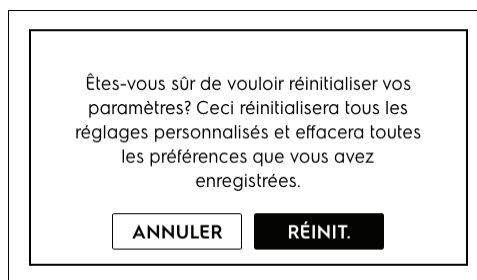 Êtes-vous sûr de vouloir réinitialiser vos
paramètres? Ceci réinitialisera tous les
réglages personnalisés et effacera toutes
les préférences que vous avez
enregistrées.
ANNULER
RÉINIT.